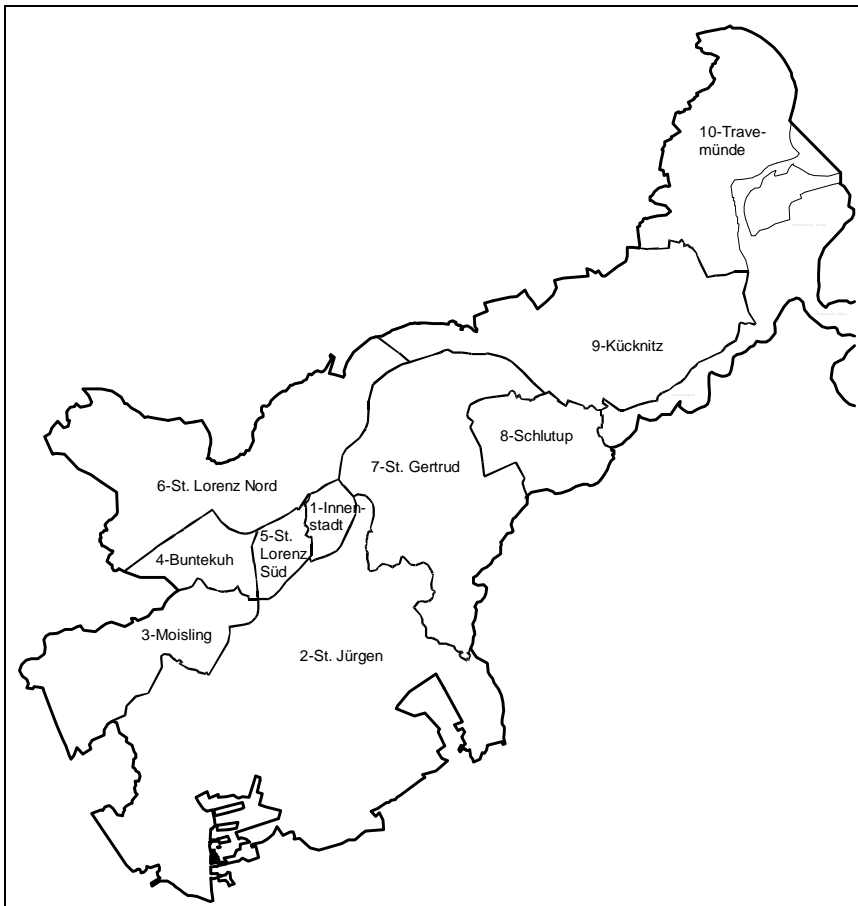 10-Trave-
münde
9-Kücknitz
8-Schlutup
7-St. Gertrud
6-St. Lorenz Nord
1-Innen-
stadt
5-St.
Lorenz
Süd
4-Buntekuh
3-Moisling
2-St. Jürgen